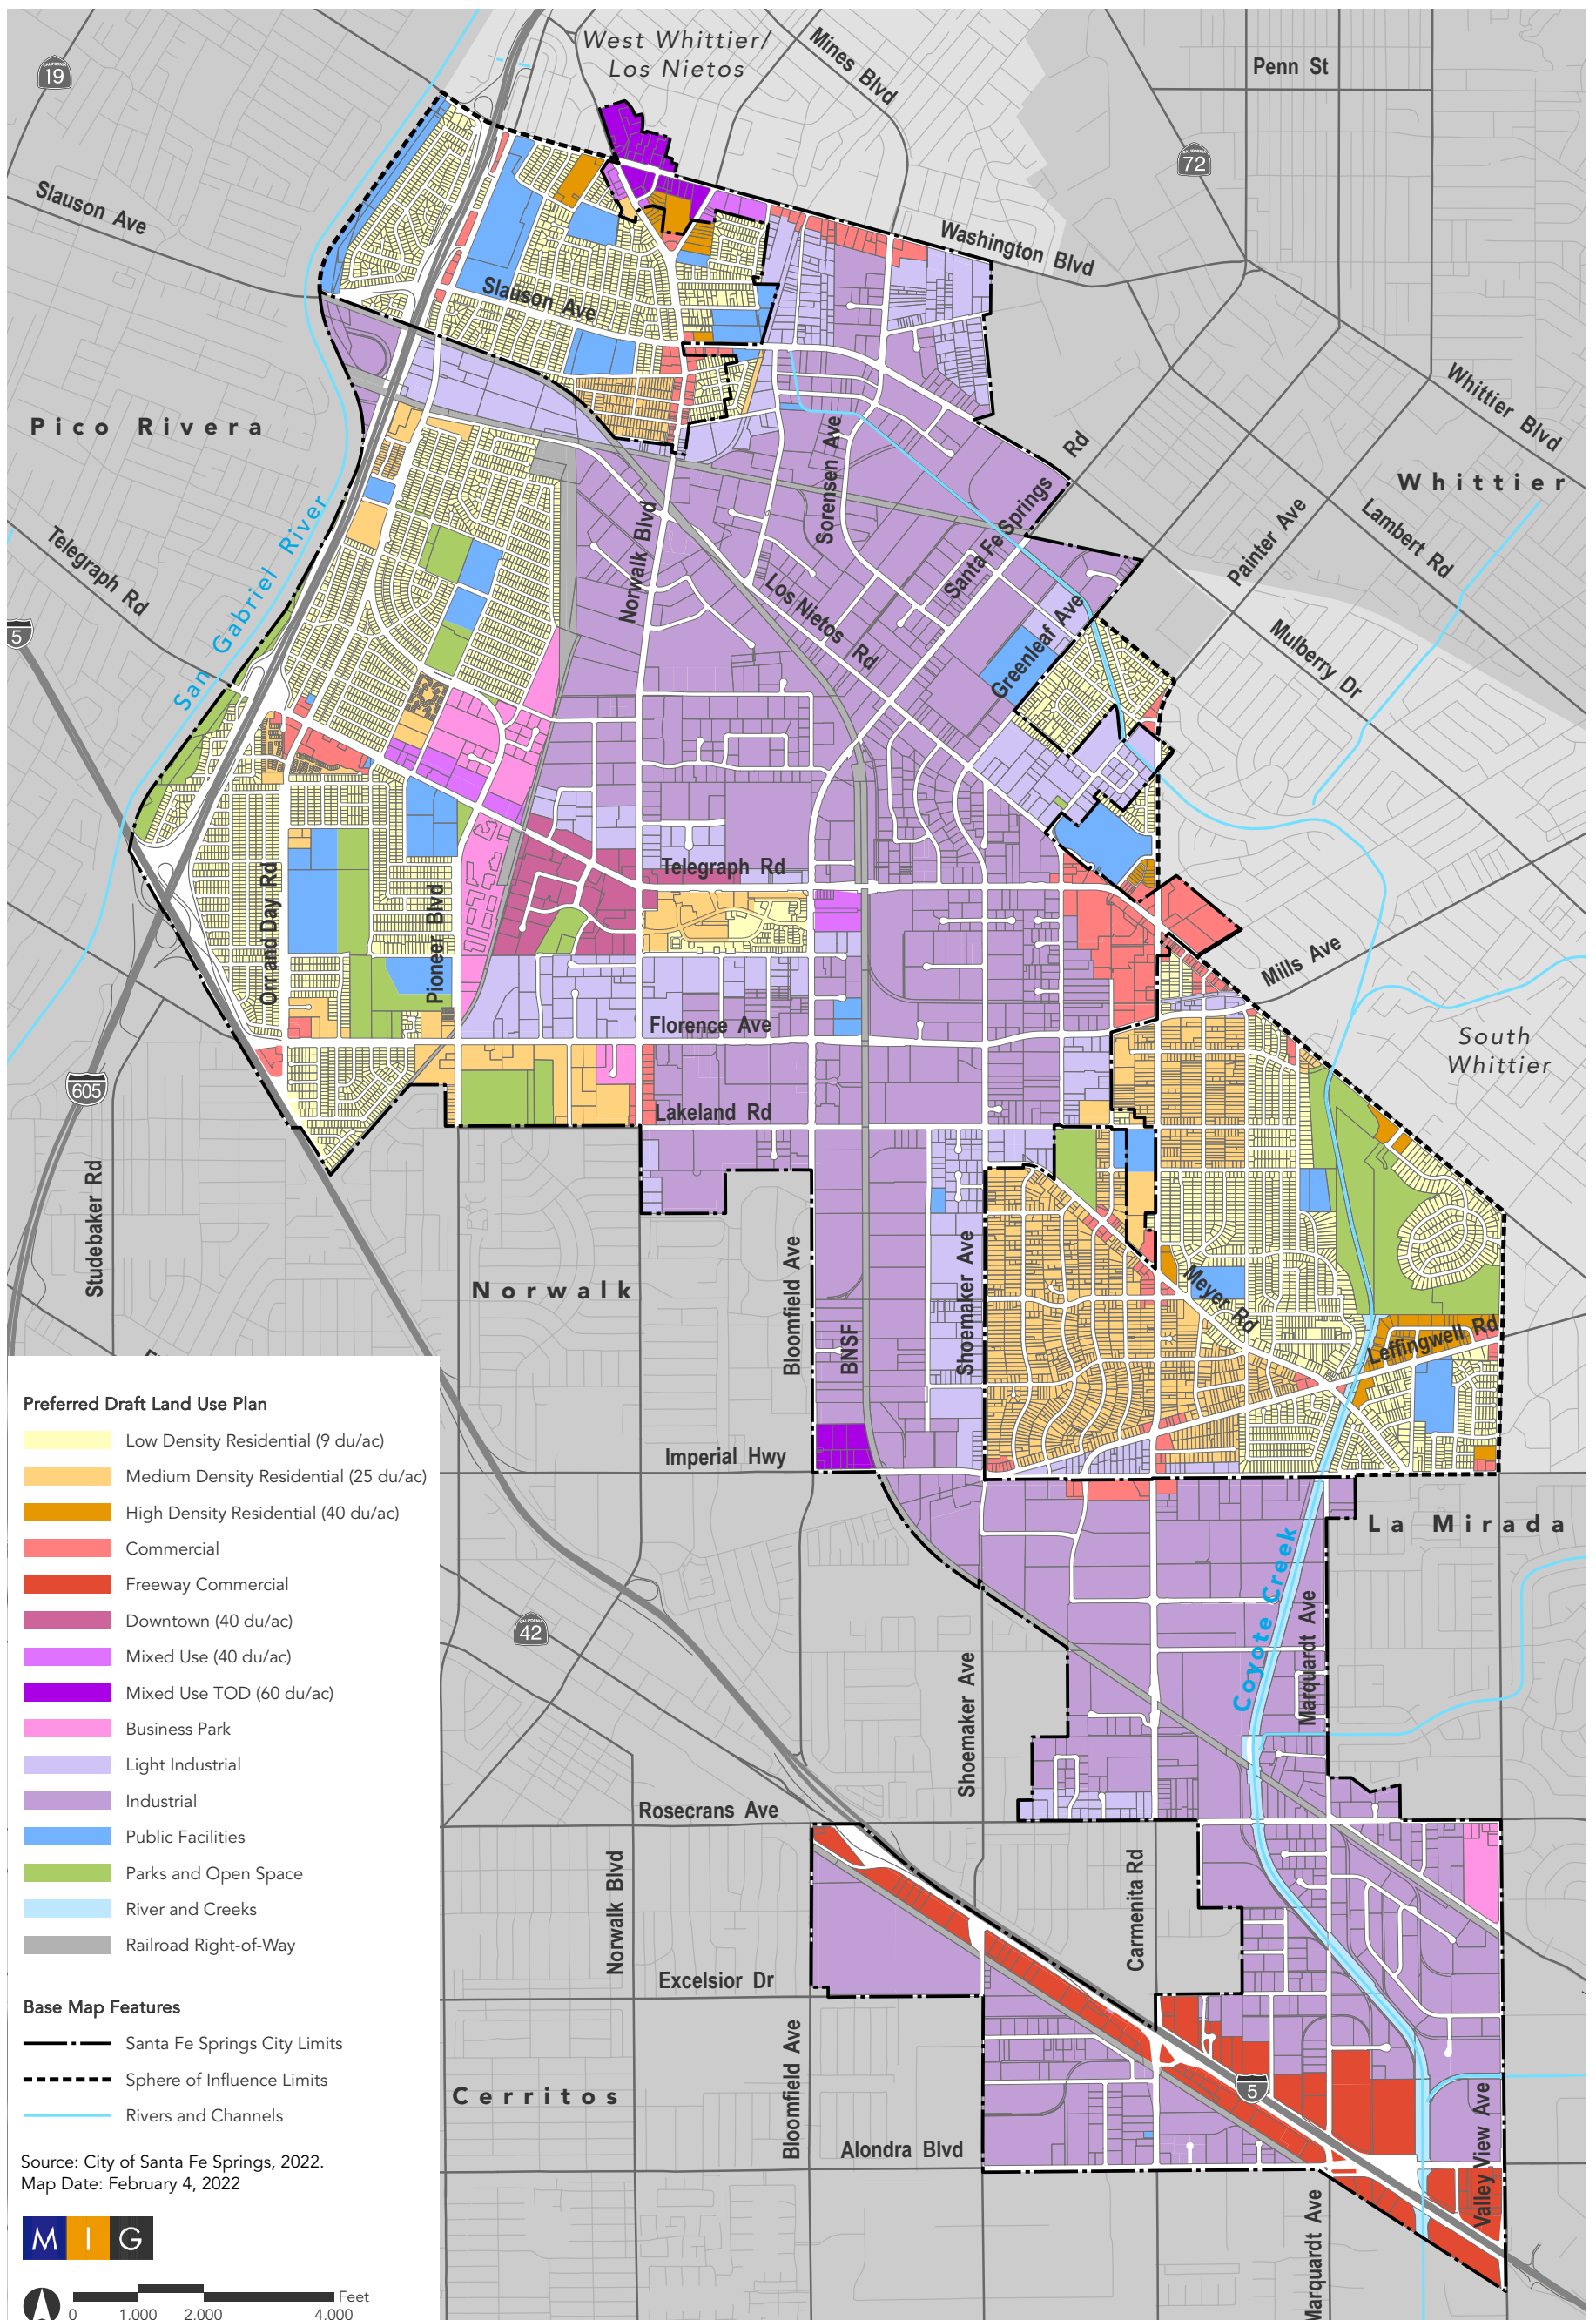 West Whittier/
Los Nietos
Mines Blvd
Penn St
CALIFORNIA
19
CALIFORNIA
72
Slauson Ave
Washington Blvd
Slauson Ave
Whittier Blvd
Pico Rivera
Whittier
Sorensen Ave
Santa Fe Springs
Rd
Lambert Rd
Painter Ave
Telegraph Rd
San Gabriel River
Norwalk Blvd
Los Nietos Rd
Greenleaf Ave
Mulberry Dr
5
Telegraph Rd
Orr and Day Rd
Pioneer Blvd
Mills Ave
Florence Ave
South
Whittier
605
Lakeland Rd
Studebaker Rd
Norwalk
Bloomfield Ave
BNSF
Shoemaker Ave
Meyer Rd
Leffingwell Rd
Imperial Hwy
La Mirada
Coyote Creek
Marquardt Ave
CALIFORNIA
42
Shoemaker Ave
Rosecrans Ave
Norwalk Blvd
Carmenita Rd
Excelsior Dr
Bloomfield Ave
Cerritos
5
Alondra Blvd
Valley View Ave
Marquardt Ave
Preferred Draft Land Use Plan
Low Density Residential (9 du/ac)
Medium Density Residential (25 du/ac)
High Density Residential (40 du/ac)
Commercial
Freeway Commercial
Downtown (40 du/ac)
Mixed Use (40 du/ac)
Mixed Use TOD (60 du/ac)
Business Park
Light Industrial
Industrial
Public Facilities
Parks and Open Space
River and Creeks
Railroad Right-of-Way
Base Map Features
Santa Fe Springs City Limits
Sphere of Influence Limits
Rivers and Channels
Source: City of Santa Fe Springs, 2022.
Map Date: February 4, 2022
M I G
Feet
0 1,000 2,000 4,000